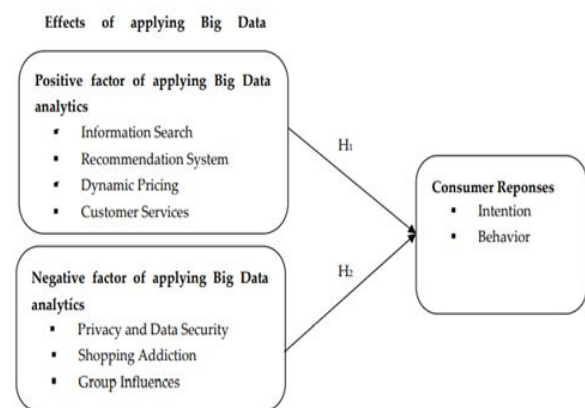 Effects of applying Big Data
Positive factor of applying Big Data
analytics
▪ Information Search
▪ Recommendation System
▪ Dynamic Pricing
▪ Customer Services
H₁
Consumer Reponses
▪ Intention
▪ Behavior
Negative factor of applying Big Data
analytics
▪ Privacy and Data Security
▪ Shopping Addiction
▪ Group Influences
H₂